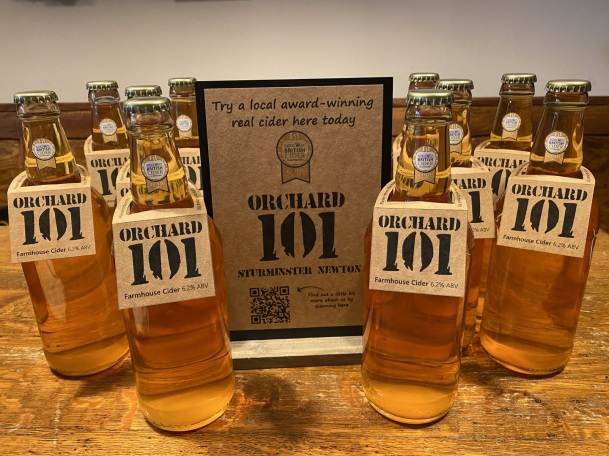 Try a local award-winning
real cider here today
BRITISH
ORCHARD
101
STURMINSTER NEWTON
Find out a little bit
more about us by
scanning here
ORCHARD
101
Farmhouse Cider 6.2% ABV
ORCHARD
101
Farmhouse Cider 6.2% ABV
ORCHARD
101
Farmhouse Cider 6.2% ABV
ORCHARD
101
Farmhouse Cider 6.2% ABV